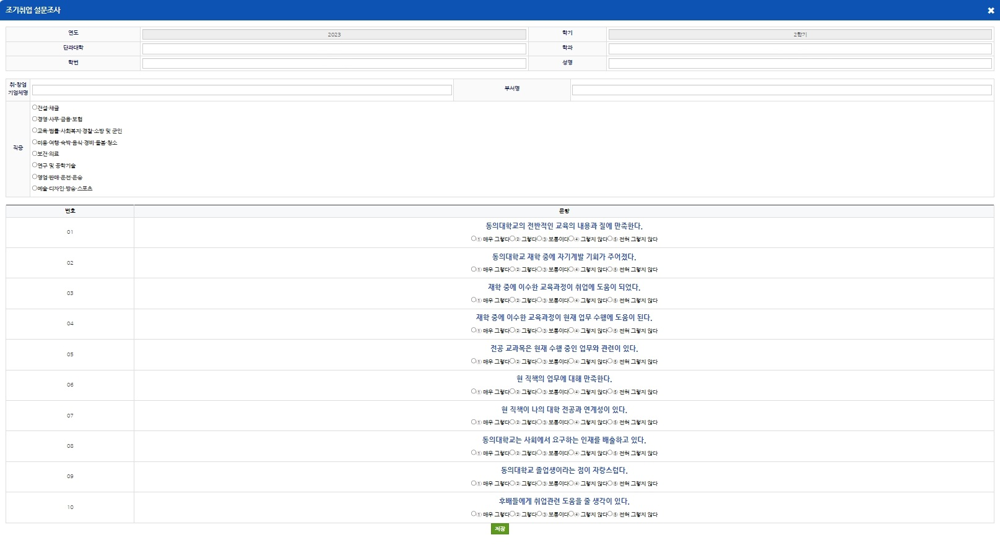 조기취업 설문조사 ✖
연도 2023 학기 2학기
단과대학 학과
학번 성명
취·창업
기업체명 부서명
직종
건설·채굴
경영·사무·금융·보험
교육·법률·사회복지·경찰·소방 및 군인
미용·여행·숙박·음식·경비·돌봄·청소
보건·의료
연구 및 공학기술
영업·판매·운전·운송
예술·디자인·방송·스포츠
번호 문항
01 동의대학교의 전반적인 교육의 내용과 질에 만족한다.
① 매우 그렇다 ② 그렇다 ③ 보통이다 ④ 그렇지 않다 ⑤ 전혀 그렇지 않다
02 동의대학교 재학 중에 자기계발 기회가 주어졌다.
① 매우 그렇다 ② 그렇다 ③ 보통이다 ④ 그렇지 않다 ⑤ 전혀 그렇지 않다
03 재학 중에 이수한 교육과정이 취업에 도움이 되었다.
① 매우 그렇다 ② 그렇다 ③ 보통이다 ④ 그렇지 않다 ⑤ 전혀 그렇지 않다
04 재학 중에 이수한 교육과정이 현재 업무 수행에 도움이 된다.
① 매우 그렇다 ② 그렇다 ③ 보통이다 ④ 그렇지 않다 ⑤ 전혀 그렇지 않다
05 전공 교과목은 현재 수행 중인 업무와 관련이 있다.
① 매우 그렇다 ② 그렇다 ③ 보통이다 ④ 그렇지 않다 ⑤ 전혀 그렇지 않다
06 현 직책의 업무에 대해 만족한다.
① 매우 그렇다 ② 그렇다 ③ 보통이다 ④ 그렇지 않다 ⑤ 전혀 그렇지 않다
07 현 직책이 나의 대학 전공과 연계성이 있다.
① 매우 그렇다 ② 그렇다 ③ 보통이다 ④ 그렇지 않다 ⑤ 전혀 그렇지 않다
08 동의대학교는 사회에서 요구하는 인재를 배출하고 있다.
① 매우 그렇다 ② 그렇다 ③ 보통이다 ④ 그렇지 않다 ⑤ 전혀 그렇지 않다
09 동의대학교 졸업생이라는 점이 자랑스럽다.
① 매우 그렇다 ② 그렇다 ③ 보통이다 ④ 그렇지 않다 ⑤ 전혀 그렇지 않다
10 후배들에게 취업관련 도움을 줄 생각이 있다.
① 매우 그렇다 ② 그렇다 ③ 보통이다 ④ 그렇지 않다 ⑤ 전혀 그렇지 않다
저장